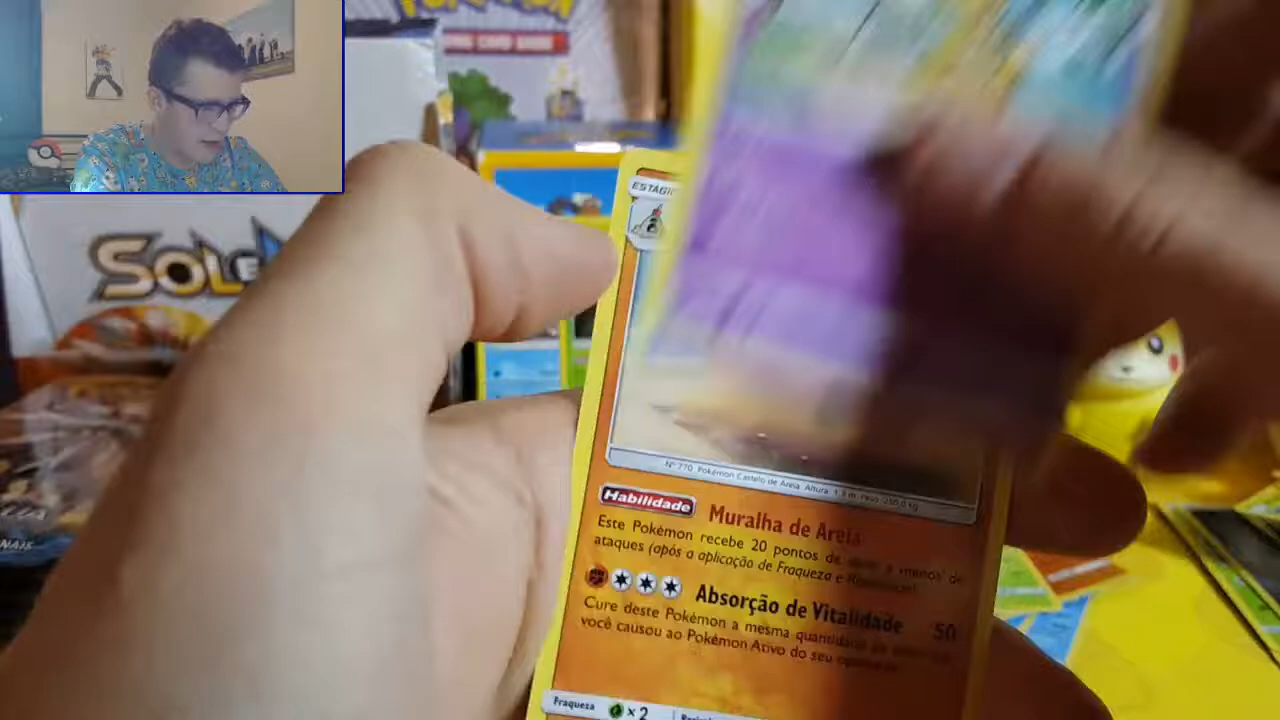 POKÉMON
SOL E
ESTÁGIO
Nº 770 Pokémon Castelo de Areia Altura: 1,3 m Peso: 250,0 kg
Habilidade Muralha de Areia
Este Pokémon recebe 20 pontos de a menos de
ataques (após a aplicação de Fraqueza e
Absorção de Vitalidade 50
Cure deste Pokémon a mesma quantidade de
você causou ao Pokémon Ativo do seu
Fraqueza ×2
NAIS